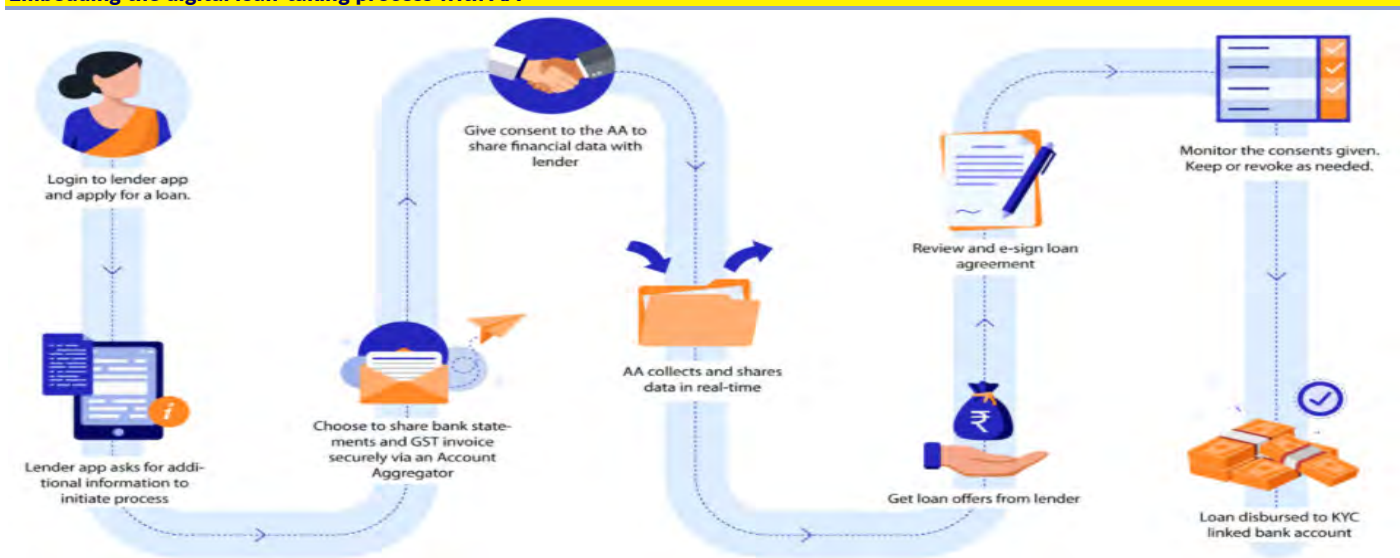 Login to lender app
and apply for a loan.
Lender app asks for addi-
tional information to
initiate process
Choose to share bank state-
ments and GST invoice
securely via an Account
Aggregator
Give consent to the AA to
share financial data with
lender
AA collects and shares
data in real-time
Get loan offers from lender
Review and e-sign loan
agreement
Monitor the consents given.
Keep or revoke as needed.
Loan disbursed to KYC
linked bank account
i
₹